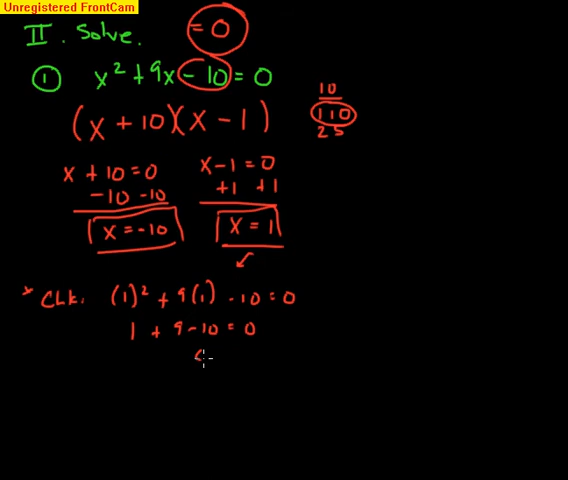 Unregistered FrontCam
II. Solve. = 0
① x² + 9x - 10 = 0
10
(x + 10)(x - 1) 1 10
2 5
x + 10 = 0 x - 1 = 0
-10 -10 +1 +1
x = -10 x = 1
✓
* CLK: (1)² + 9(1) - 10 = 0
1 + 9 - 10 = 0